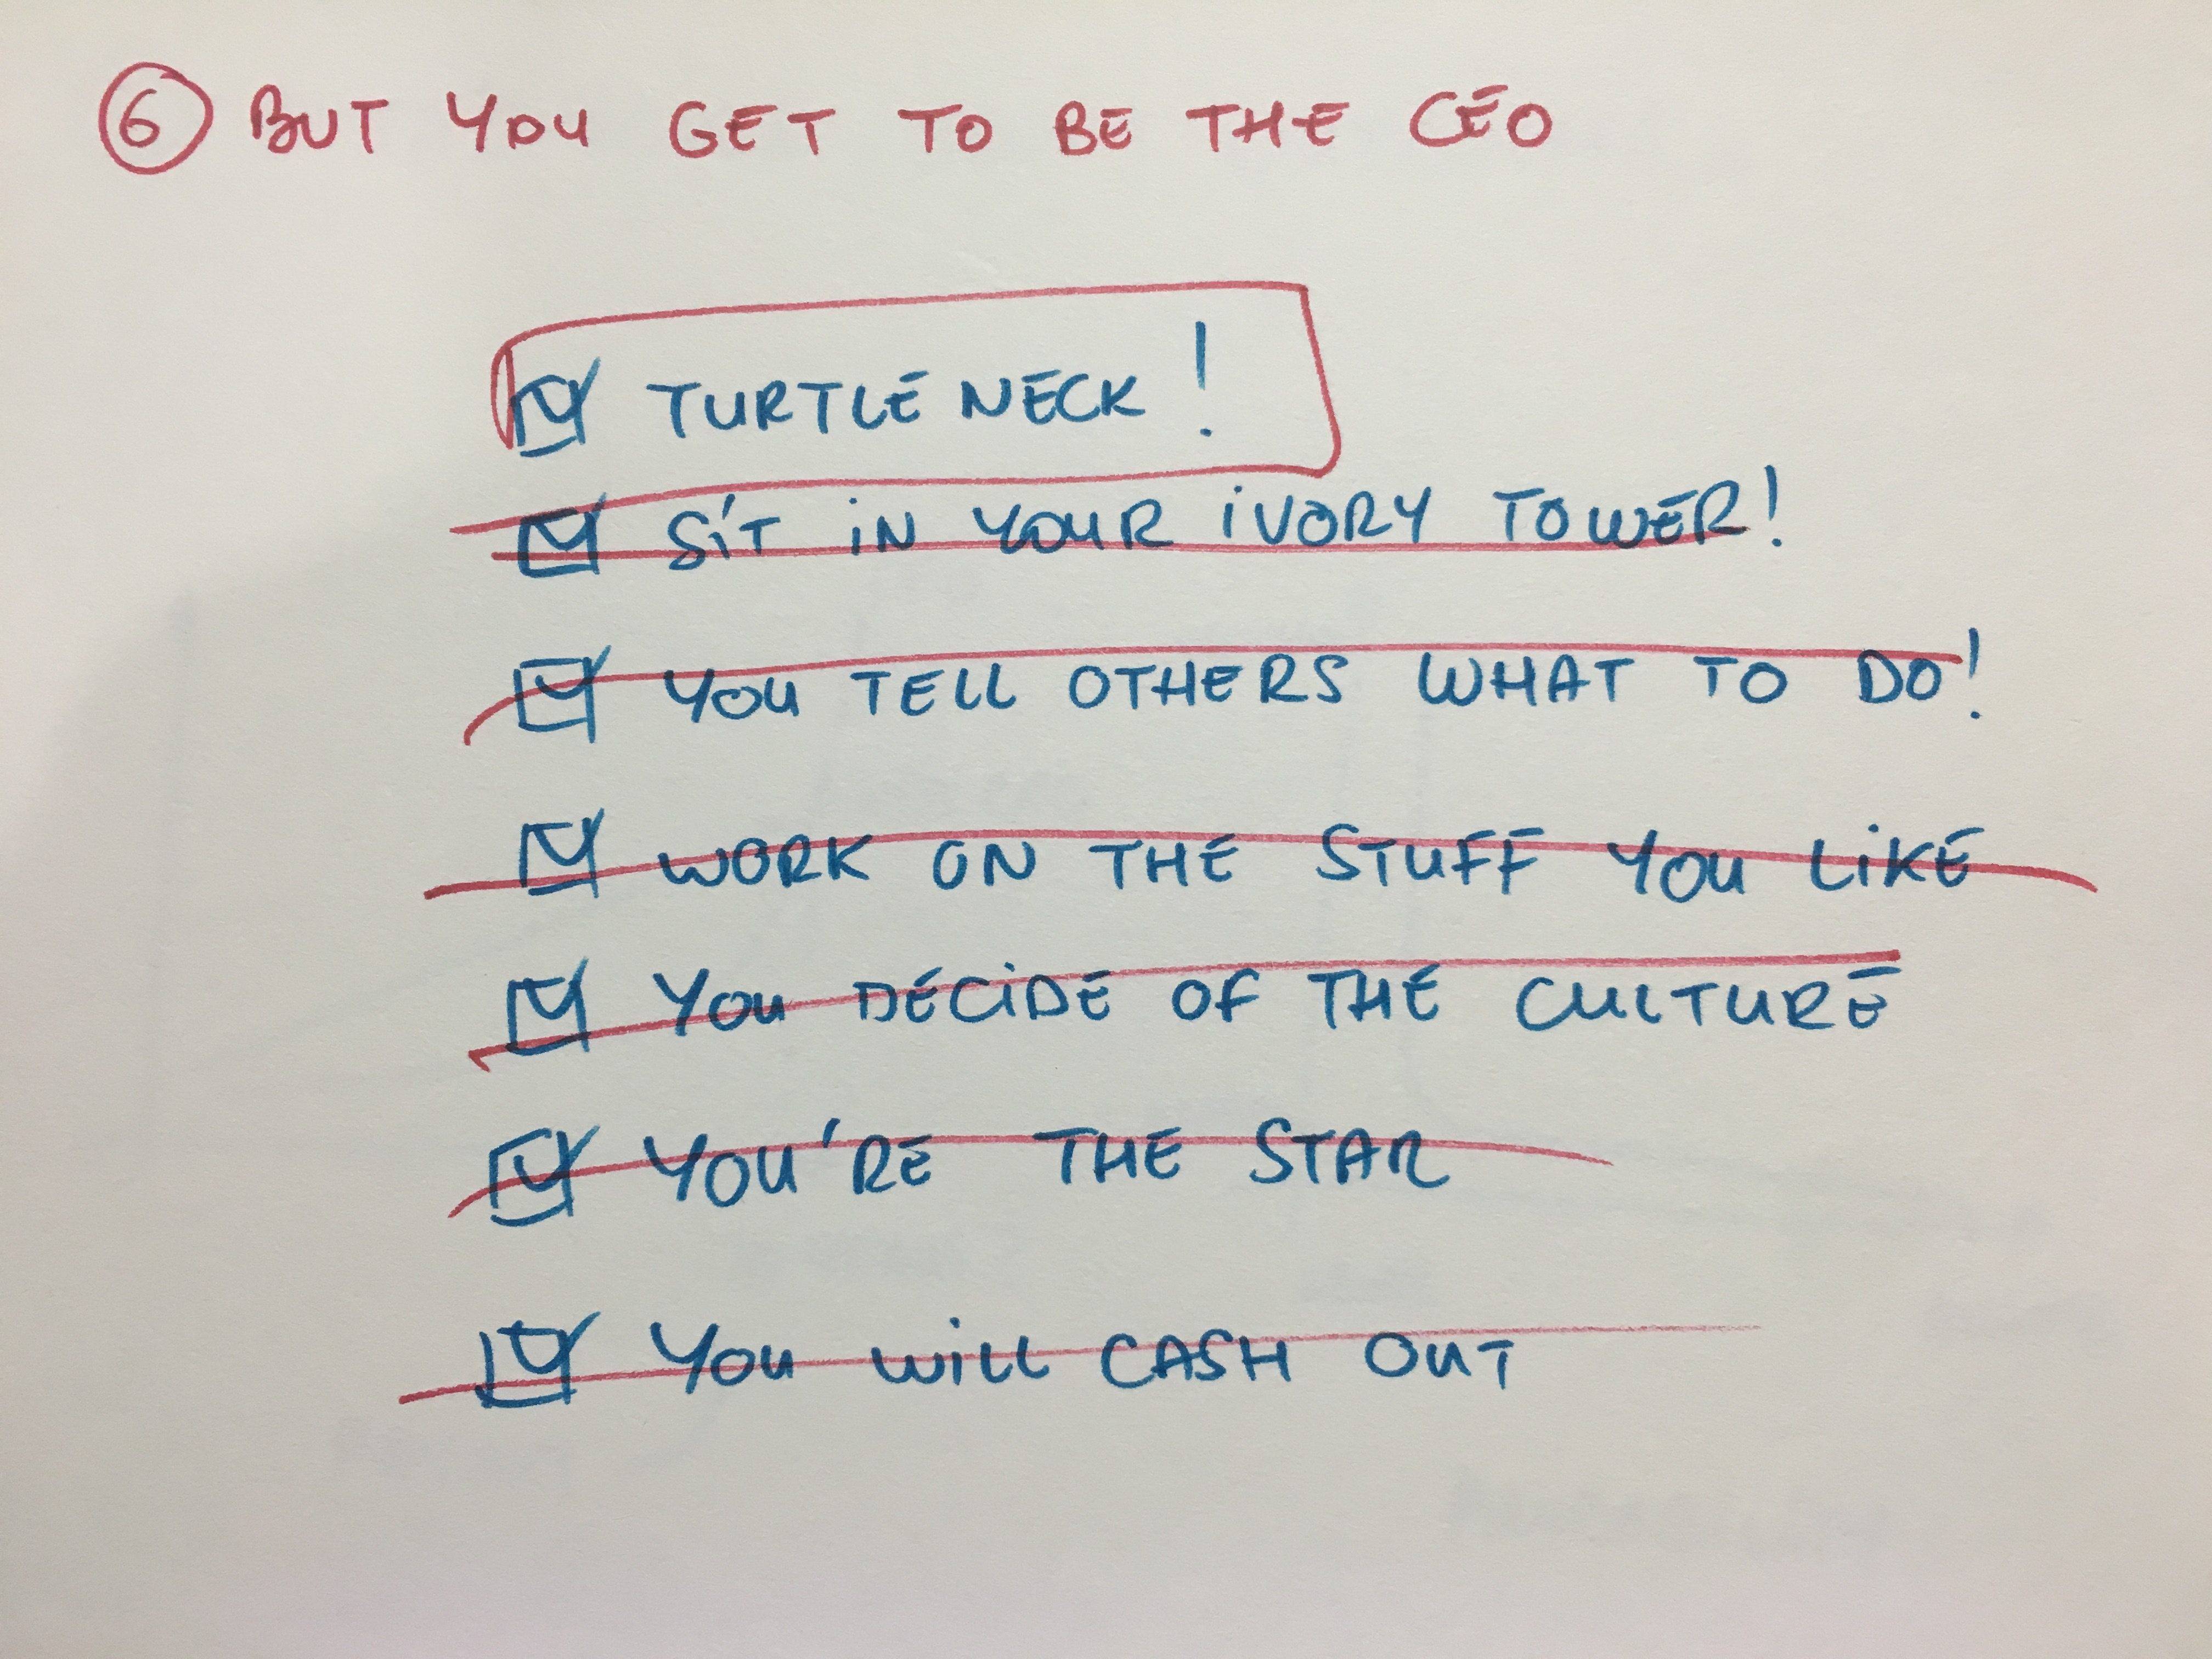 6 BUT YOU GET TO BE THE CEO
TURTLE NECK !
SIT IN YOUR IVORY TOWER!
YOU TELL OTHERS WHAT TO DO!
WORK ON THE STUFF YOU LIKE
YOU DECIDE OF THE CULTURE
YOU'RE THE STAR
YOU WILL CASH OUT